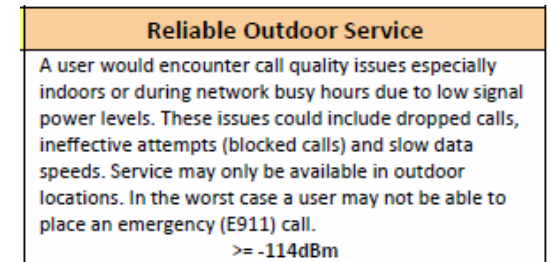 Reliable Outdoor Service
A user would encounter call quality issues especially
indoors or during network busy hours due to low signal
power levels. These issues could include dropped calls,
ineffective attempts (blocked calls) and slow data
speeds. Service may only be available in outdoor
locations. In the worst case a user may not be able to
place an emergency (E911) call.
>= -114dBm